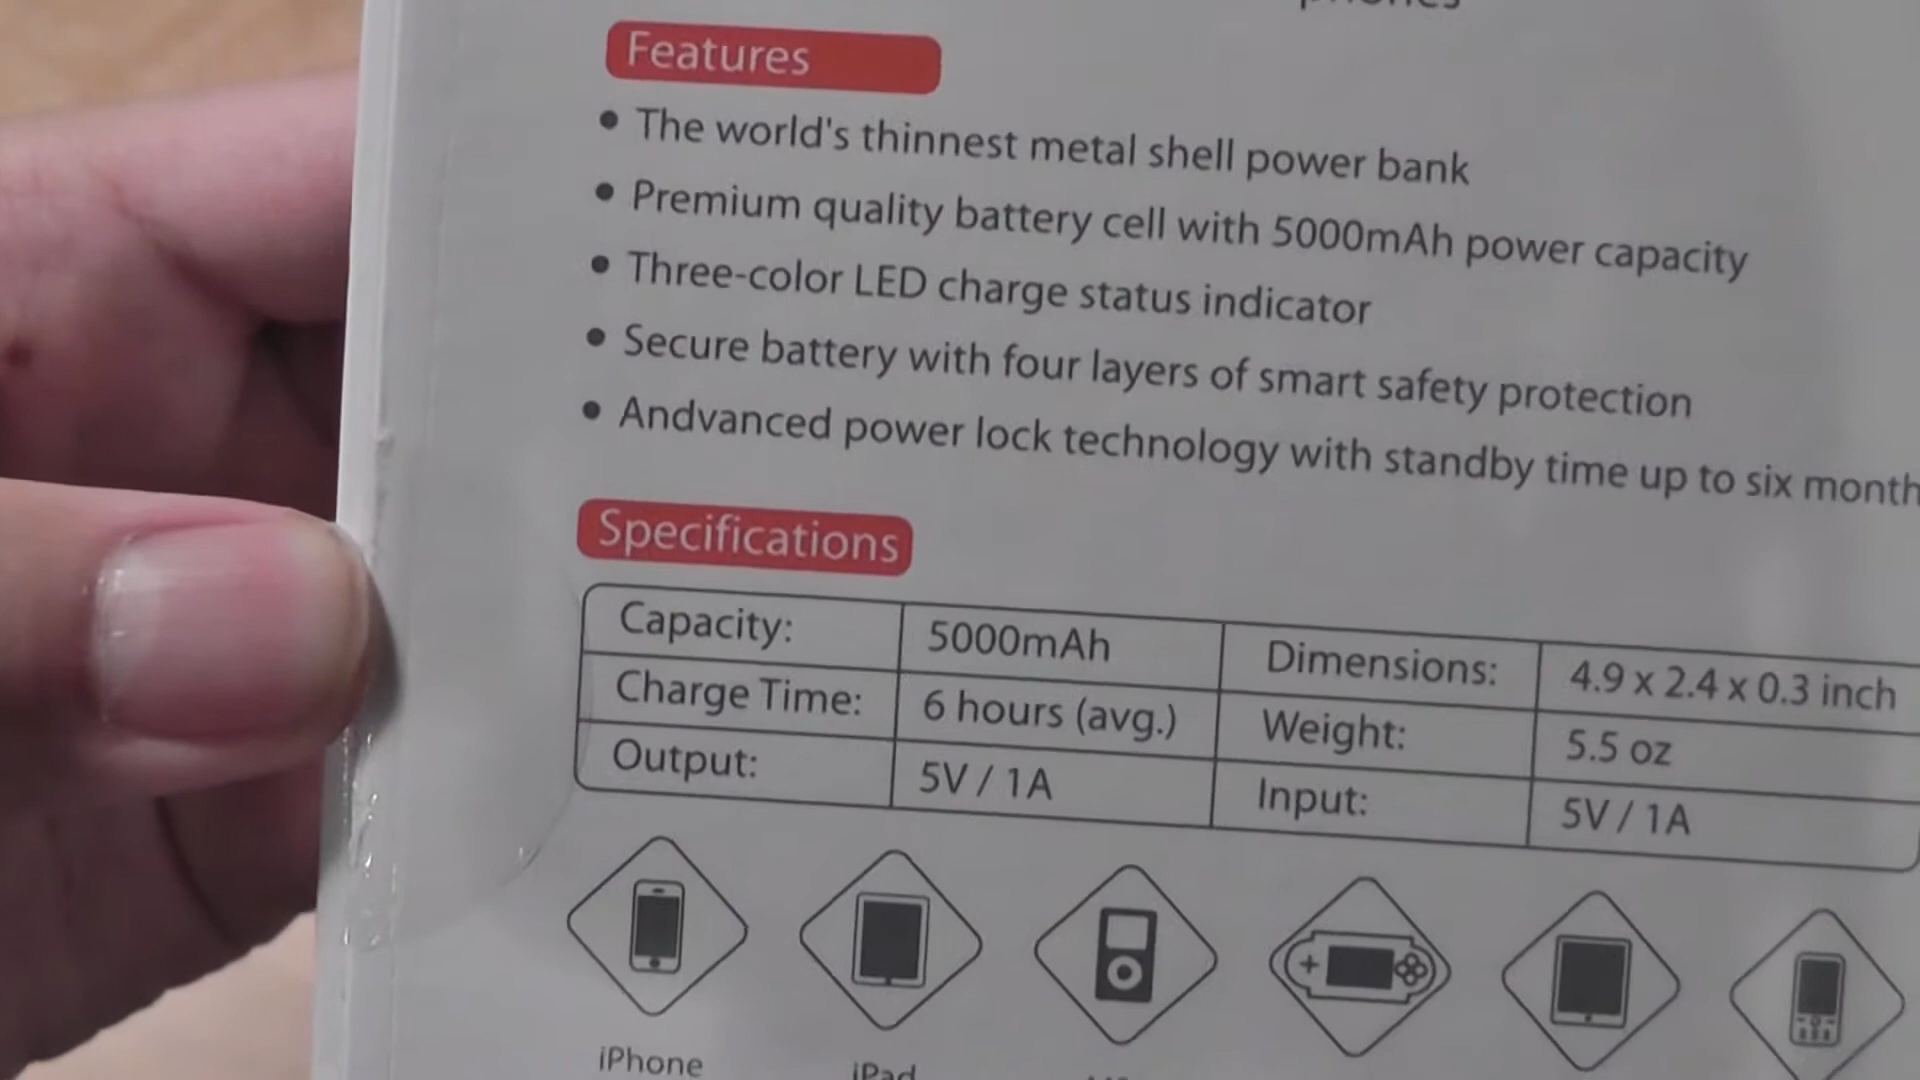 Features
• The world's thinnest metal shell power bank
• Premium quality battery cell with 5000mAh power capacity
• Three-color LED charge status indicator
• Secure battery with four layers of smart safety protection
• Andvanced power lock technology with standby time up to six month
Specifications
Capacity: 5000mAh Dimensions: 4.9 x 2.4 x 0.3 inch
Charge Time: 6 hours (avg.) Weight: 5.5 oz
Output: 5V / 1A Input: 5V / 1A
iPhone iPad